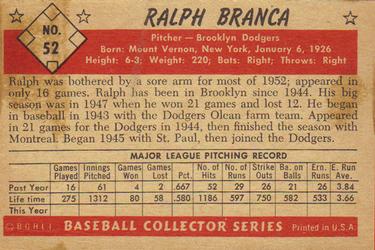 NO.
52
RALPH BRANCA
Pitcher — Brooklyn Dodgers
Born: Mount Vernon, New York, January 6, 1926
Height: 6-3; Weight: 220; Bats: Right; Throws: Right
Ralph was bothered by a sore arm for most of 1952; appeared
in only 16 games. Ralph has been in Brooklyn since 1944. His big
season was in 1947 when he won 21 games and lost 12. He began
in baseball in 1943 with the Dodgers Olean farm team. Appeared
in 21 games for the Dodgers in 1944, then finished the season with
Montreal. Began 1945 with St. Paul, then joined the Dodgers.
MAJOR LEAGUE PITCHING RECORD
Games Played Innings Pitched Games Won Games Lost Pct. No. of Hits No. of Runs Strike Outs Ba. on Balls Ern. Runs E. Run Ave.
Past Year 16 61 4 2 .667 52 29 26 21 26 3.84
Life time 275 1312 80 58 .580 1186 597 750 582 533 3.66
This Year
©BGHLI BASEBALL COLLECTOR SERIES Printed in U.S.A.